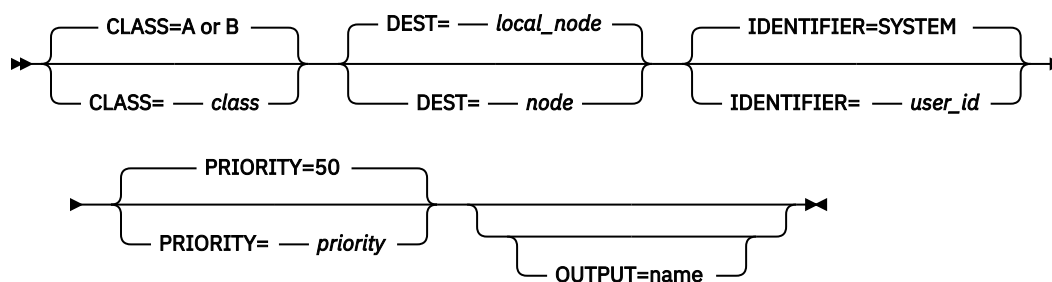 CLASS=A or B
DEST= local_node
IDENTIFIER=SYSTEM
CLASS= class
DEST= node
IDENTIFIER= user_id
PRIORITY=50
PRIORITY= priority
OUTPUT=name